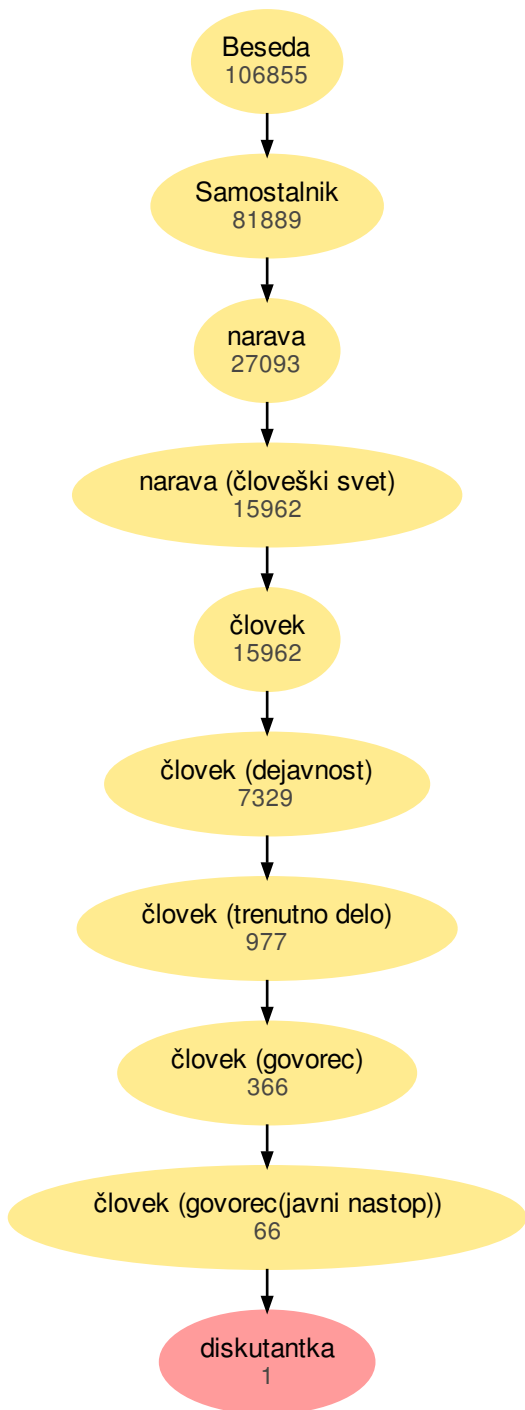 Beseda
106855
Samostalnik
81889
narava
27093
narava (človeški svet)
15962
človek
15962
človek (dejavnost)
7329
človek (trenutno delo)
977
človek (govorec)
366
človek (govorec(javni nastop))
66
diskutantka
1